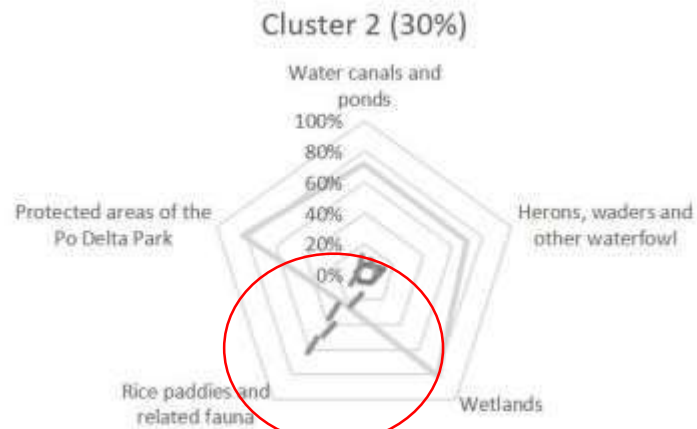 Cluster 2 (30%)
Water canals and
ponds
100%
80%
60%
40%
20%
0%
Protected areas of the
Po Delta Park
Herons, waders and
other waterfowl
Rice paddies and
related fauna
Wetlands